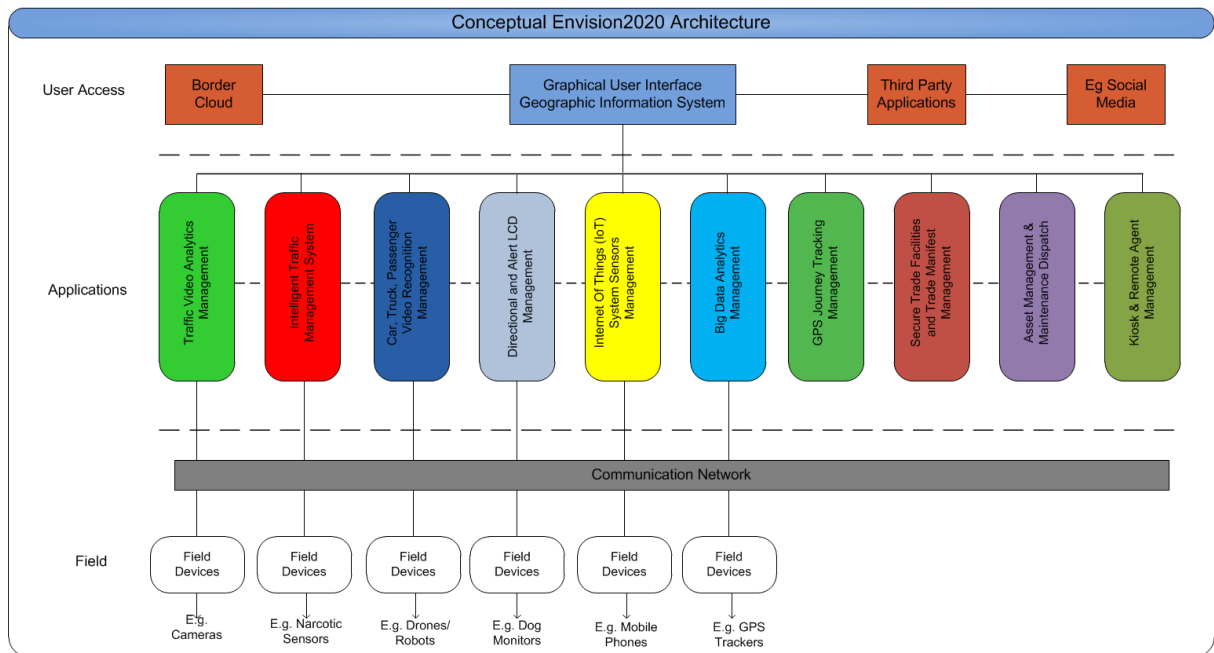 Conceptual Envision2020 Architecture
User Access
Border
Cloud
Graphical User Interface
Geographic Information System
Third Party
Applications
Eg Social
Media
Applications
Traffic Video Analytics
Management
Intelligent Traffic
Management System
Car, Truck, Passenger
Video Recognition
Management
Directional and Alert LCD
Management
Internet Of Things (IoT)
System Sensors
Management
Big Data Analytics
Management
GPS Journey Tracking
Management
Secure Trade Facilities
and Trade Manifest
Management
Asset Management &
Maintenance Dispatch
Kiosk & Remote Agent
Management
Communication Network
Field
Field
Devices
Field
Devices
Field
Devices
Field
Devices
Field
Devices
Field
Devices
E.g.
Cameras
E.g. Narcotic
Sensors
E.g. Drones/
Robots
E.g. Dog
Monitors
E.g. Mobile
Phones
E.g. GPS
Trackers